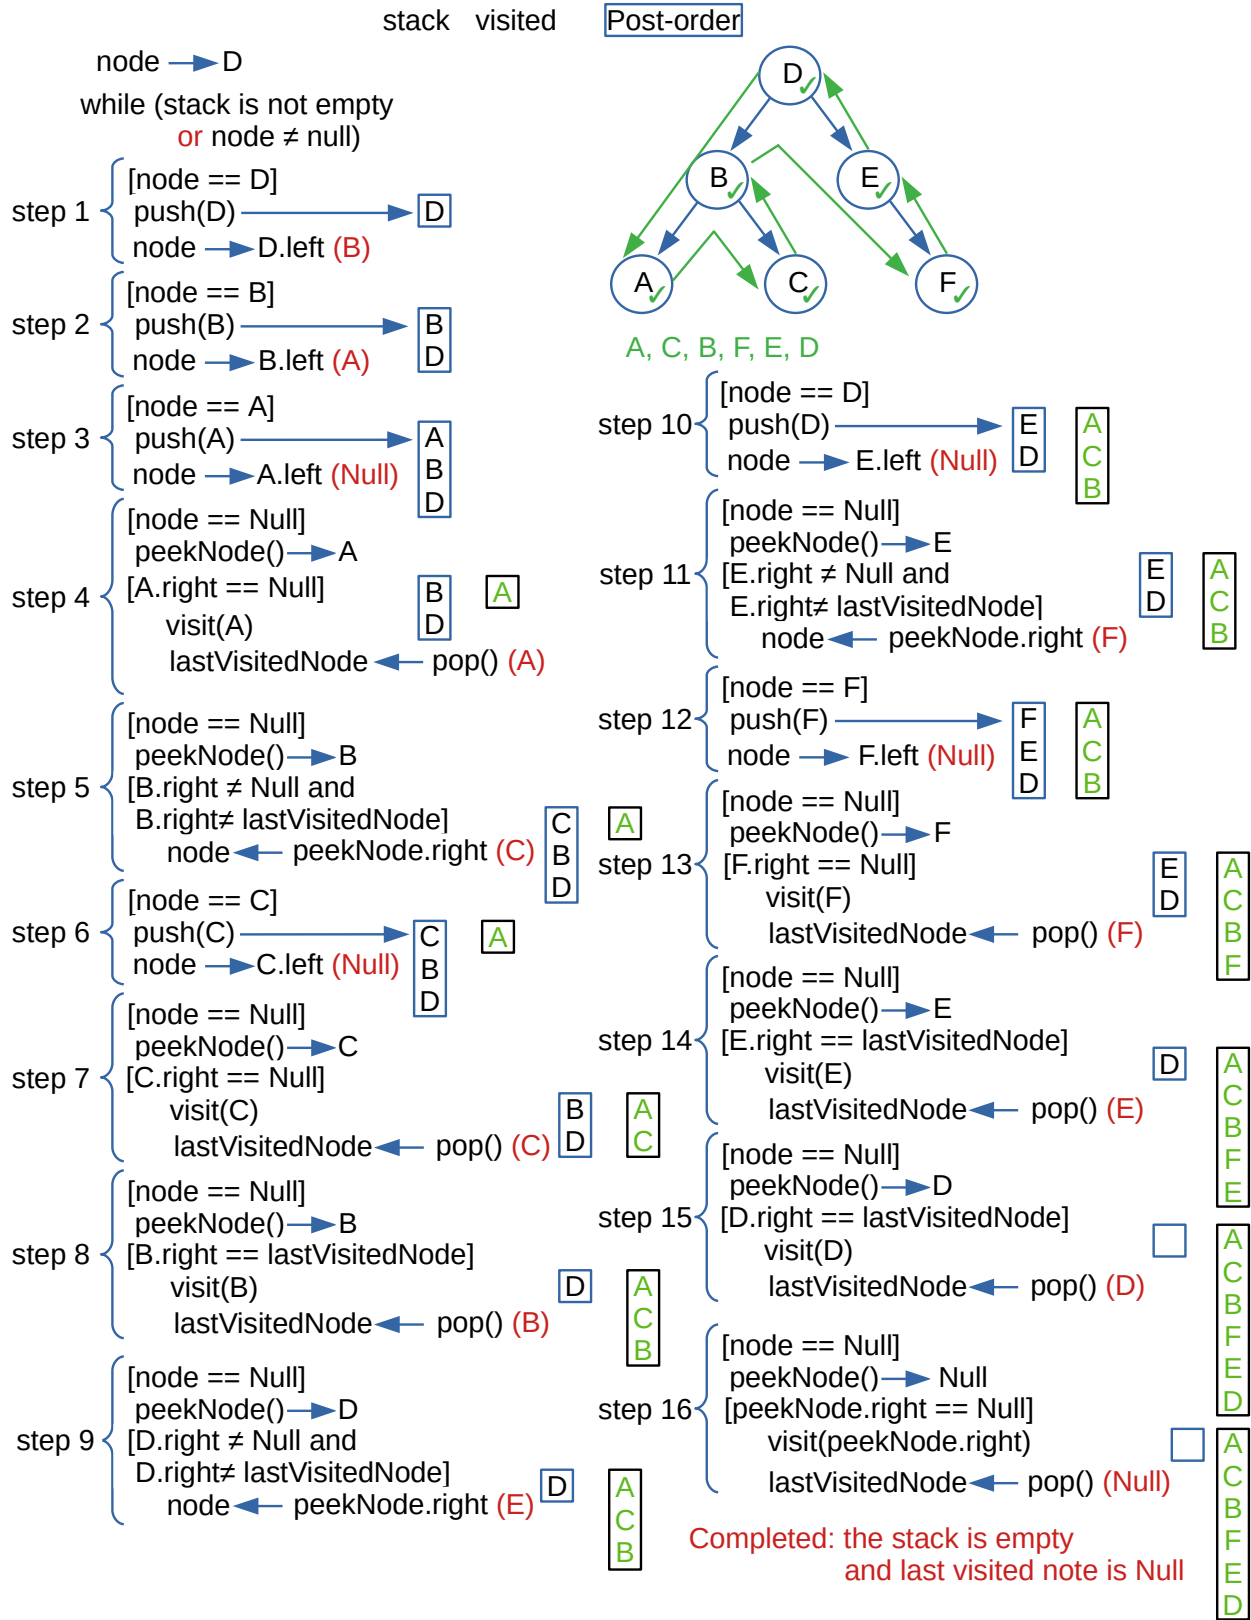 stack visited Post-order
node D
while (stack is not empty
or node ≠ null)
step 1
[node == D]
push(D) D
node D.left (B)
step 2
[node == B]
push(B) B
node B.left (A) D
step 3
[node == A]
push(A) A
node A.left (Null) B
D
step 4
[node == Null]
peekNode() A
[A.right == Null] B A
visit(A) D
lastVisitedNode pop() (A)
step 5
[node == Null]
peekNode() B
[B.right ≠ Null and
B.right≠ lastVisitedNode] C A
node peekNode.right (C) B
D
step 6
[node == C]
push(C) C A
node C.left (Null) B
D
step 7
[node == Null]
peekNode() C
[C.right == Null]
visit(C) B A
lastVisitedNode pop() (C) D C
step 8
[node == Null]
peekNode() B
[B.right == lastVisitedNode]
visit(B) D A
lastVisitedNode pop() (B) C
B
step 9
[node == Null]
peekNode() D
[D.right ≠ Null and
D.right≠ lastVisitedNode]
node peekNode.right (E) D A
C
B
D
B E
A C F
A, C, B, F, E, D
step 10
[node == D]
push(D) E A
node E.left (Null) D C
B
step 11
[node == Null]
peekNode() E
[E.right ≠ Null and E A
E.right≠ lastVisitedNode] D C
node peekNode.right (F) B
step 12
[node == F]
push(F) F A
node F.left (Null) E C
D B
step 13
[node == Null]
peekNode() F
[F.right == Null] E A
visit(F) D C
lastVisitedNode pop() (F) B
F
step 14
[node == Null]
peekNode() E
[E.right == lastVisitedNode]
visit(E) D A
lastVisitedNode pop() (E) C
B
F
E
step 15
[node == Null]
peekNode() D
[D.right == lastVisitedNode]
visit(D) A
lastVisitedNode pop() (D) C
B
F
E
D
step 16
[node == Null]
peekNode() Null
[peekNode.right == Null]
visit(peekNode.right) A
lastVisitedNode pop() (Null) C
B
F
E
D
Completed: the stack is empty
and last visited note is Null